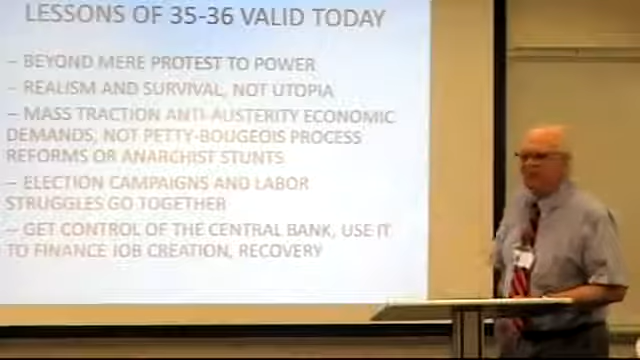 LESSONS OF 35-36 VALID TODAY
– BEYOND MERE PROTEST TO POWER
– REALISM AND SURVIVAL, NOT UTOPIA
– MASS TRACTION ANTI-AUSTERITY ECONOMIC
DEMANDS, NOT PETTY-BOUGEOIS PROCESS
REFORMS OR ANARCHIST STUNTS
– ELECTION CAMPAIGNS AND LABOR
STRUGGLES GO TOGETHER
– GET CONTROL OF THE CENTRAL BANK, USE IT
TO FINANCE JOB CREATION, RECOVERY